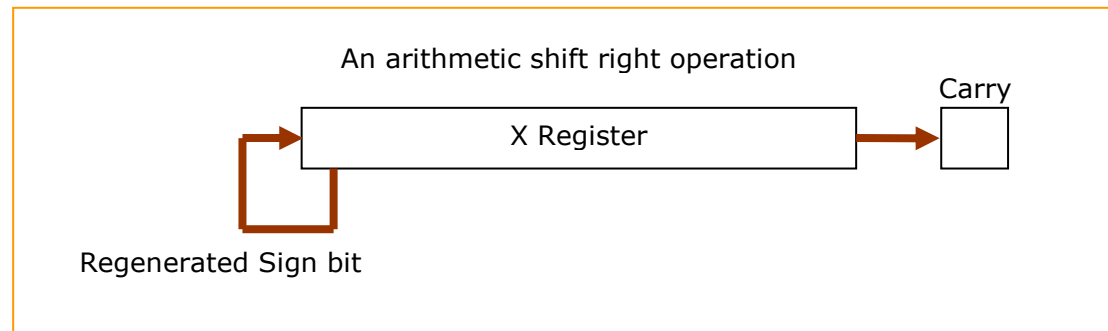 An arithmetic shift right operation
Carry
X Register
Regenerated Sign bit